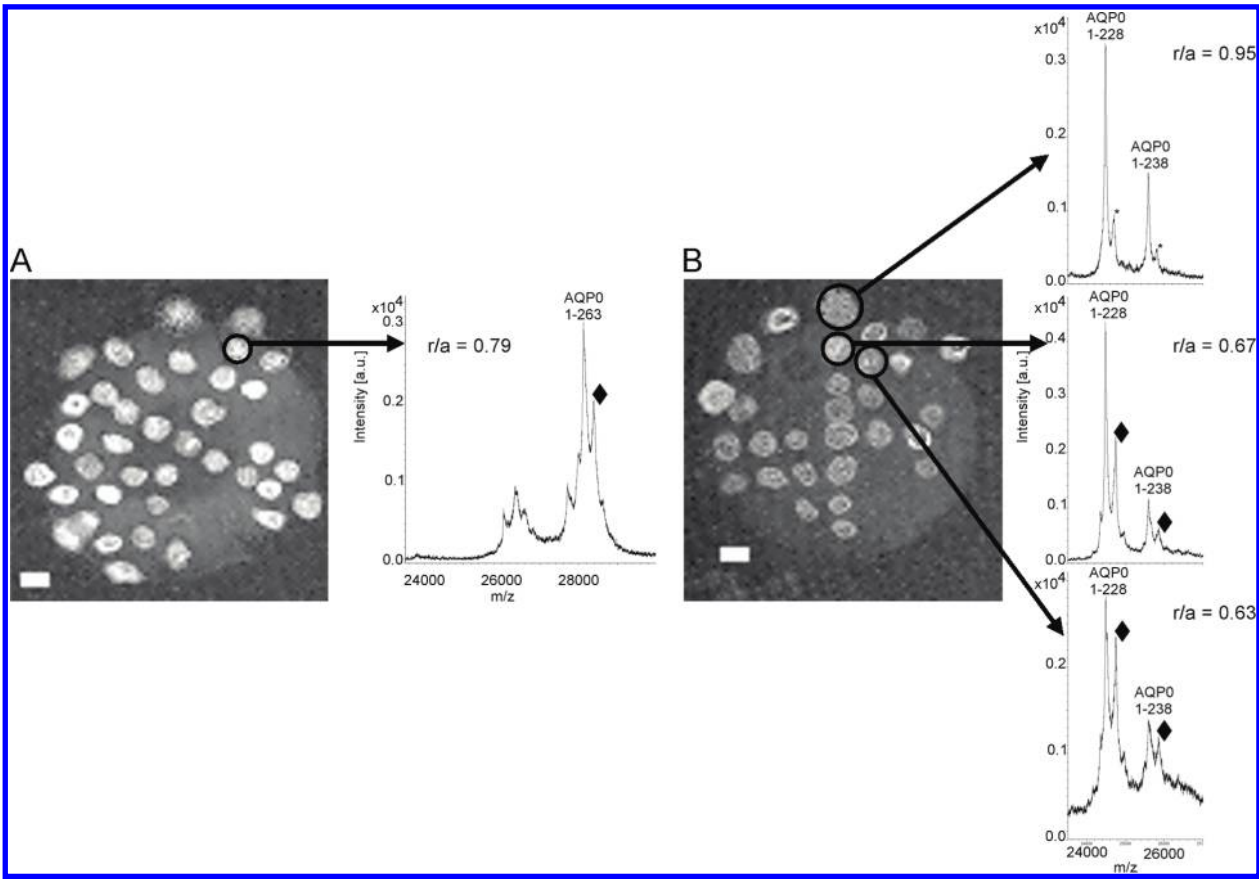 A
x10⁴
AQP0
1-263
0.3
r/a = 0.79
0.2
0.1
0.0
Intensity [a.u.]
24000 26000 28000
m/z
B
x10⁴
AQP0
1-228
r/a = 0.95
0.3
0.2
AQP0
1-238
0.1
*
*
0.0
x10⁴
AQP0
1-228
0.4
r/a = 0.67
0.3
Intensity [a.u.]
0.2
AQP0
1-238
0.1
0.0
x10⁴
AQP0
1-228
r/a = 0.63
0.2
AQP0
1-238
0.1
0.0
24000 26000
m/z